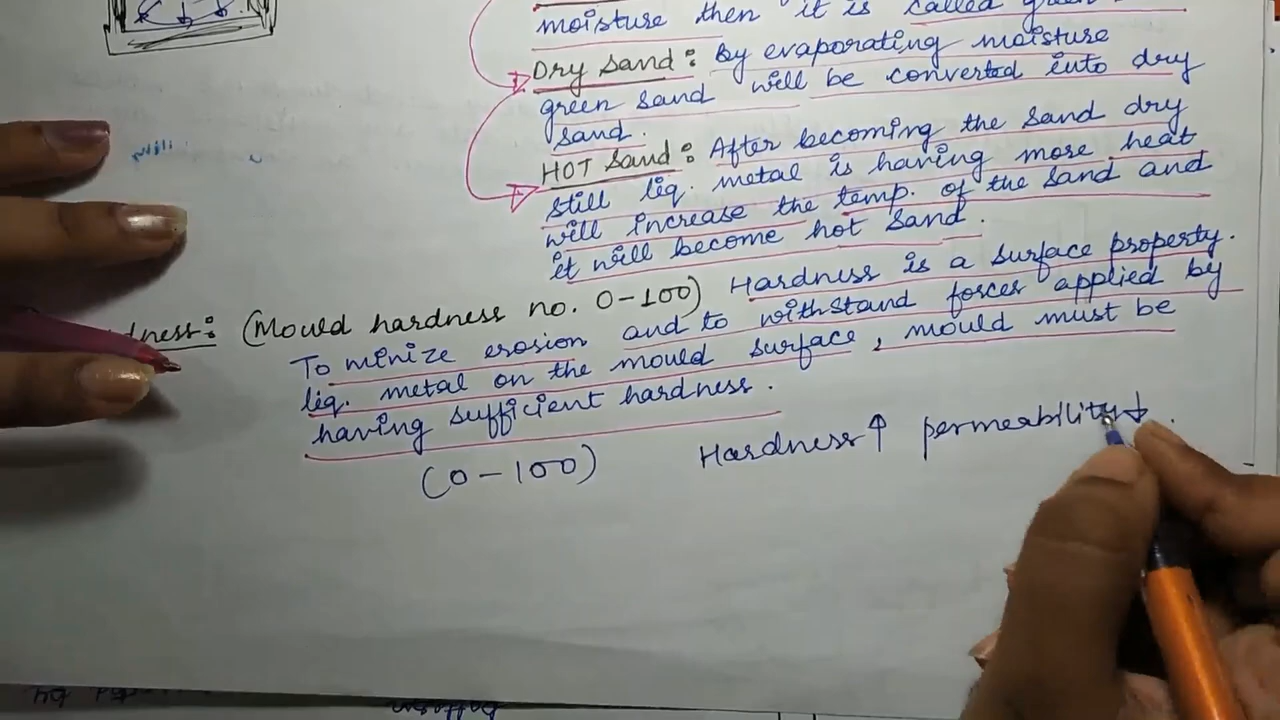 moisture then it is called green
Dry Sand: By evaporating moisture
green sand will be converted into dry
sand.
HOT Sand: After becoming the sand dry
still liq. metal is having more heat
will increase the temp. of the sand and
it will become hot sand.
dness: (Mould hardness no. 0-100) Hardness is a surface property.
To minize erosion and to withstand forces applied by
liq. metal on the mould surface, mould must be
having sufficient hardness.
(0-100) Hardness↑ permeability↓.